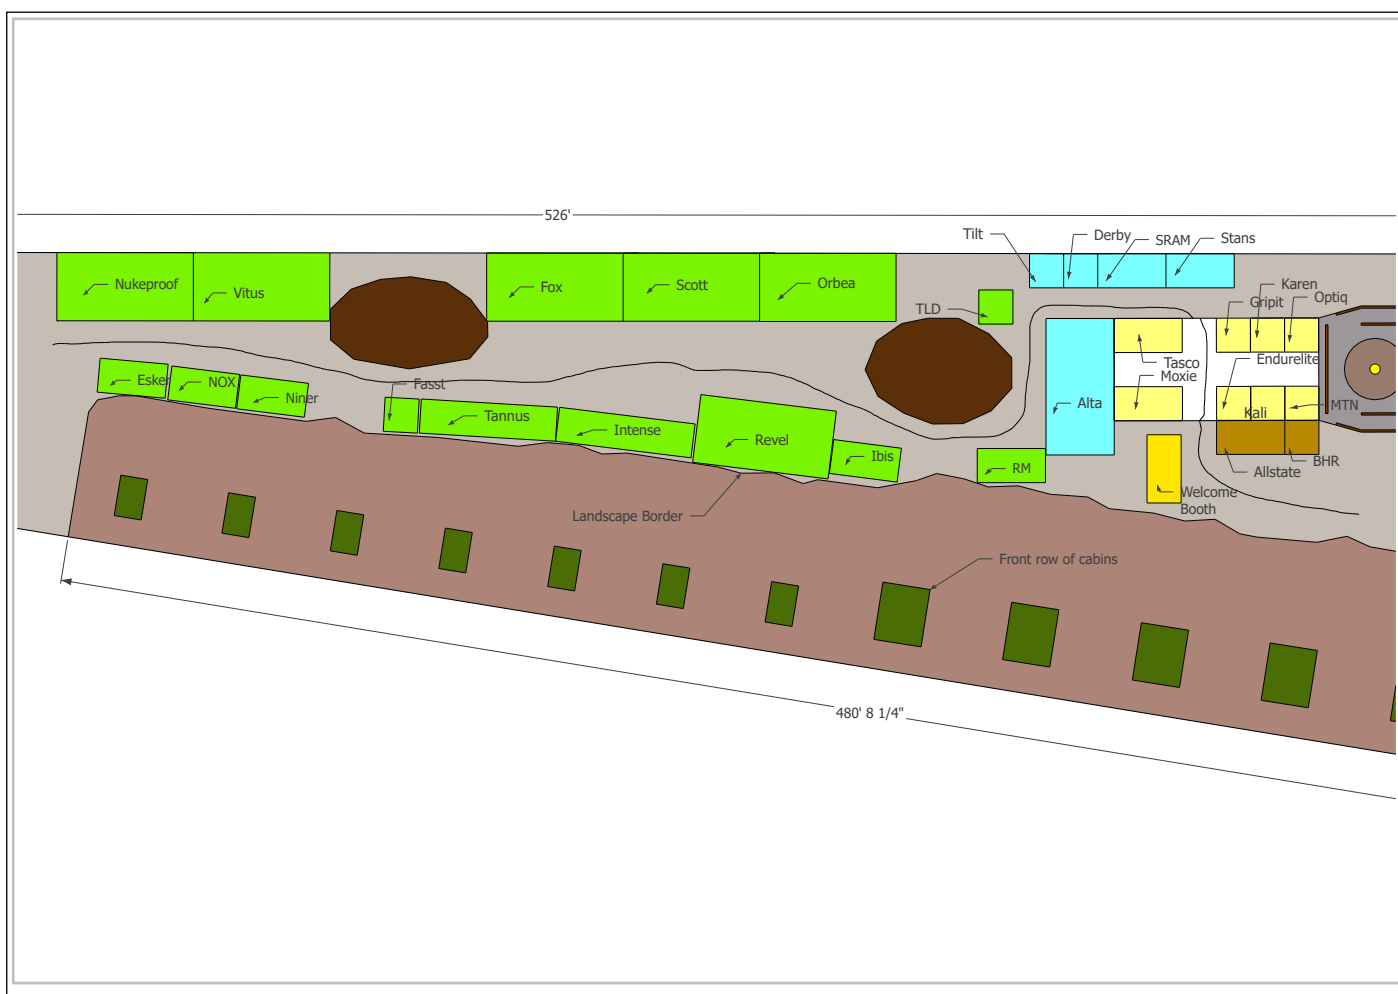 526'
Tilt
Derby
SRAM
Stans
Nukeproof
Vitus
Fox
Scott
Orbea
TLD
Karen
Gripit
Optiq
Tasco
Moxie
Endurelite
Esker
NOX
Niner
Fasst
Tannus
Intense
Revel
Ibis
RM
Alta
Kali
MTN
Allstate
BHR
Welcome
Booth
Landscape Border
Front row of cabins
480' 8 1/4"